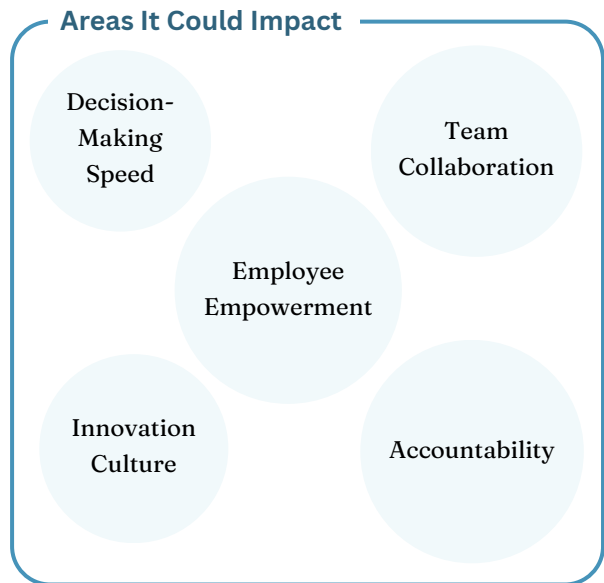 Areas It Could Impact
Decision-
Making
Speed
Team
Collaboration
Employee
Empowerment
Innovation
Culture
Accountability